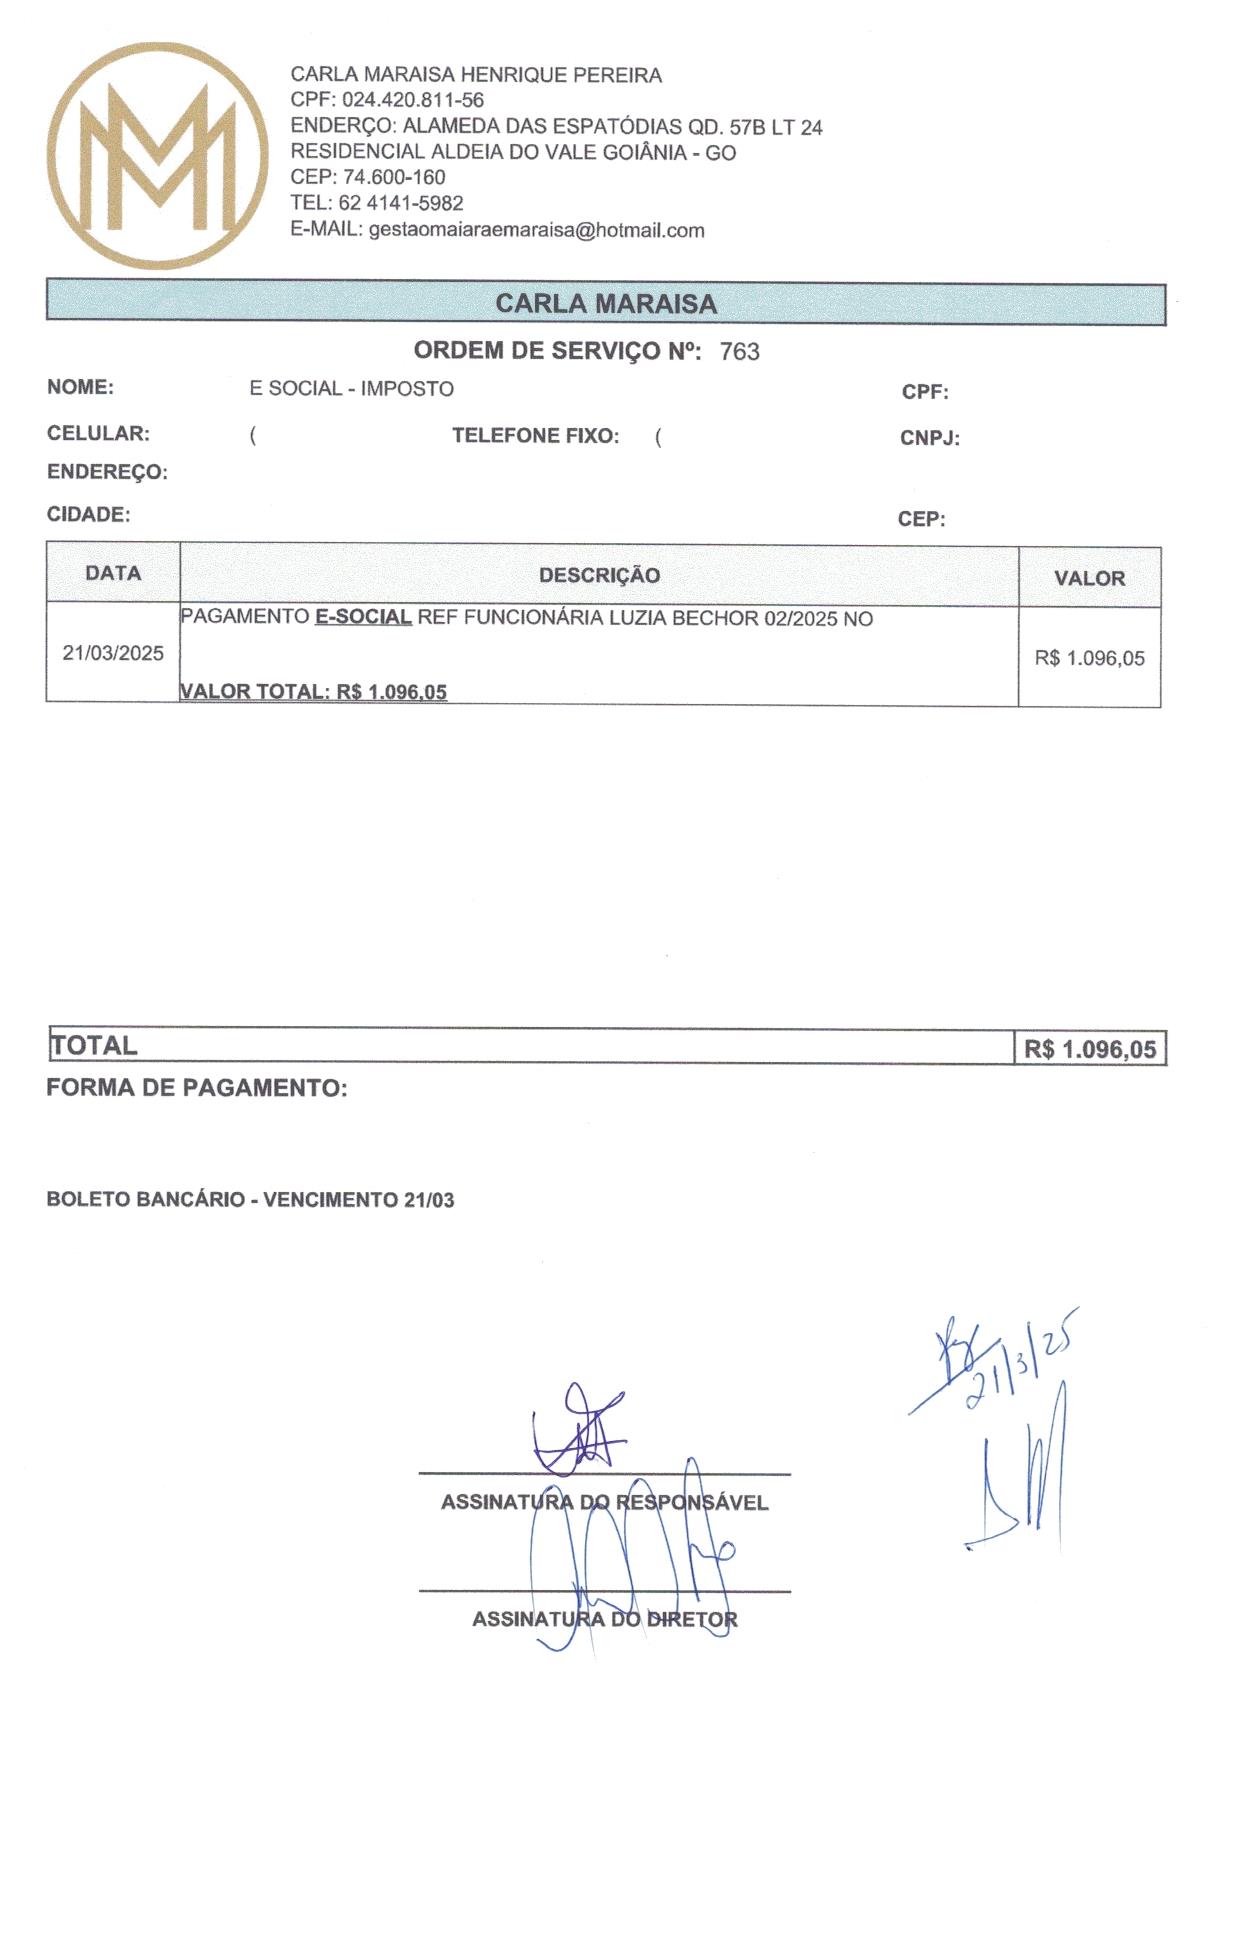 CARLA MARAISA HENRIQUE PEREIRA
CPF: 024.420.811-56
ENDERÇO: ALAMEDA DAS ESPATÓDIAS QD. 57B LT 24
RESIDENCIAL ALDEIA DO VALE GOIÂNIA - GO
CEP: 74.600-160
TEL: 62 4141-5982
E-MAIL: gestaomaiaraemaraisa@hotmail.com
CARLA MARAISA
ORDEM DE SERVIÇO Nº: 763
NOME: E SOCIAL - IMPOSTO CPF:
CELULAR: ( TELEFONE FIXO: ( CNPJ:
ENDEREÇO:
CIDADE: CEP:
DATA DESCRIÇÃO VALOR
PAGAMENTO E-SOCIAL REF FUNCIONÁRIA LUZIA BECHOR 02/2025 NO
21/03/2025 R$ 1.096,05
VALOR TOTAL: R$ 1.096,05
TOTAL R$ 1.096,05
FORMA DE PAGAMENTO:
BOLETO BANCÁRIO - VENCIMENTO 21/03
21/3/25
ASSINATURA DO RESPONSÁVEL
ASSINATURA DO DIRETOR